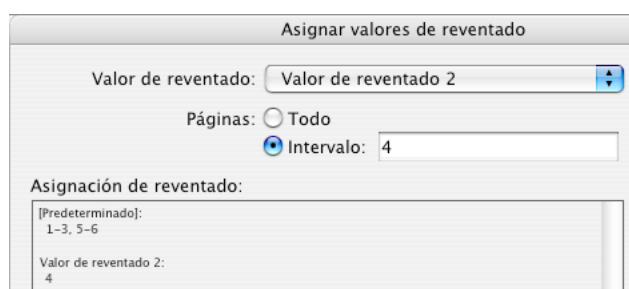 Asignar valores de reventado
Valor de reventado: Valor de reventado 2
Páginas: Todo
Intervalo: 4
Asignación de reventado:
[Predeterminado]:
1-3, 5-6
Valor de reventado 2:
4